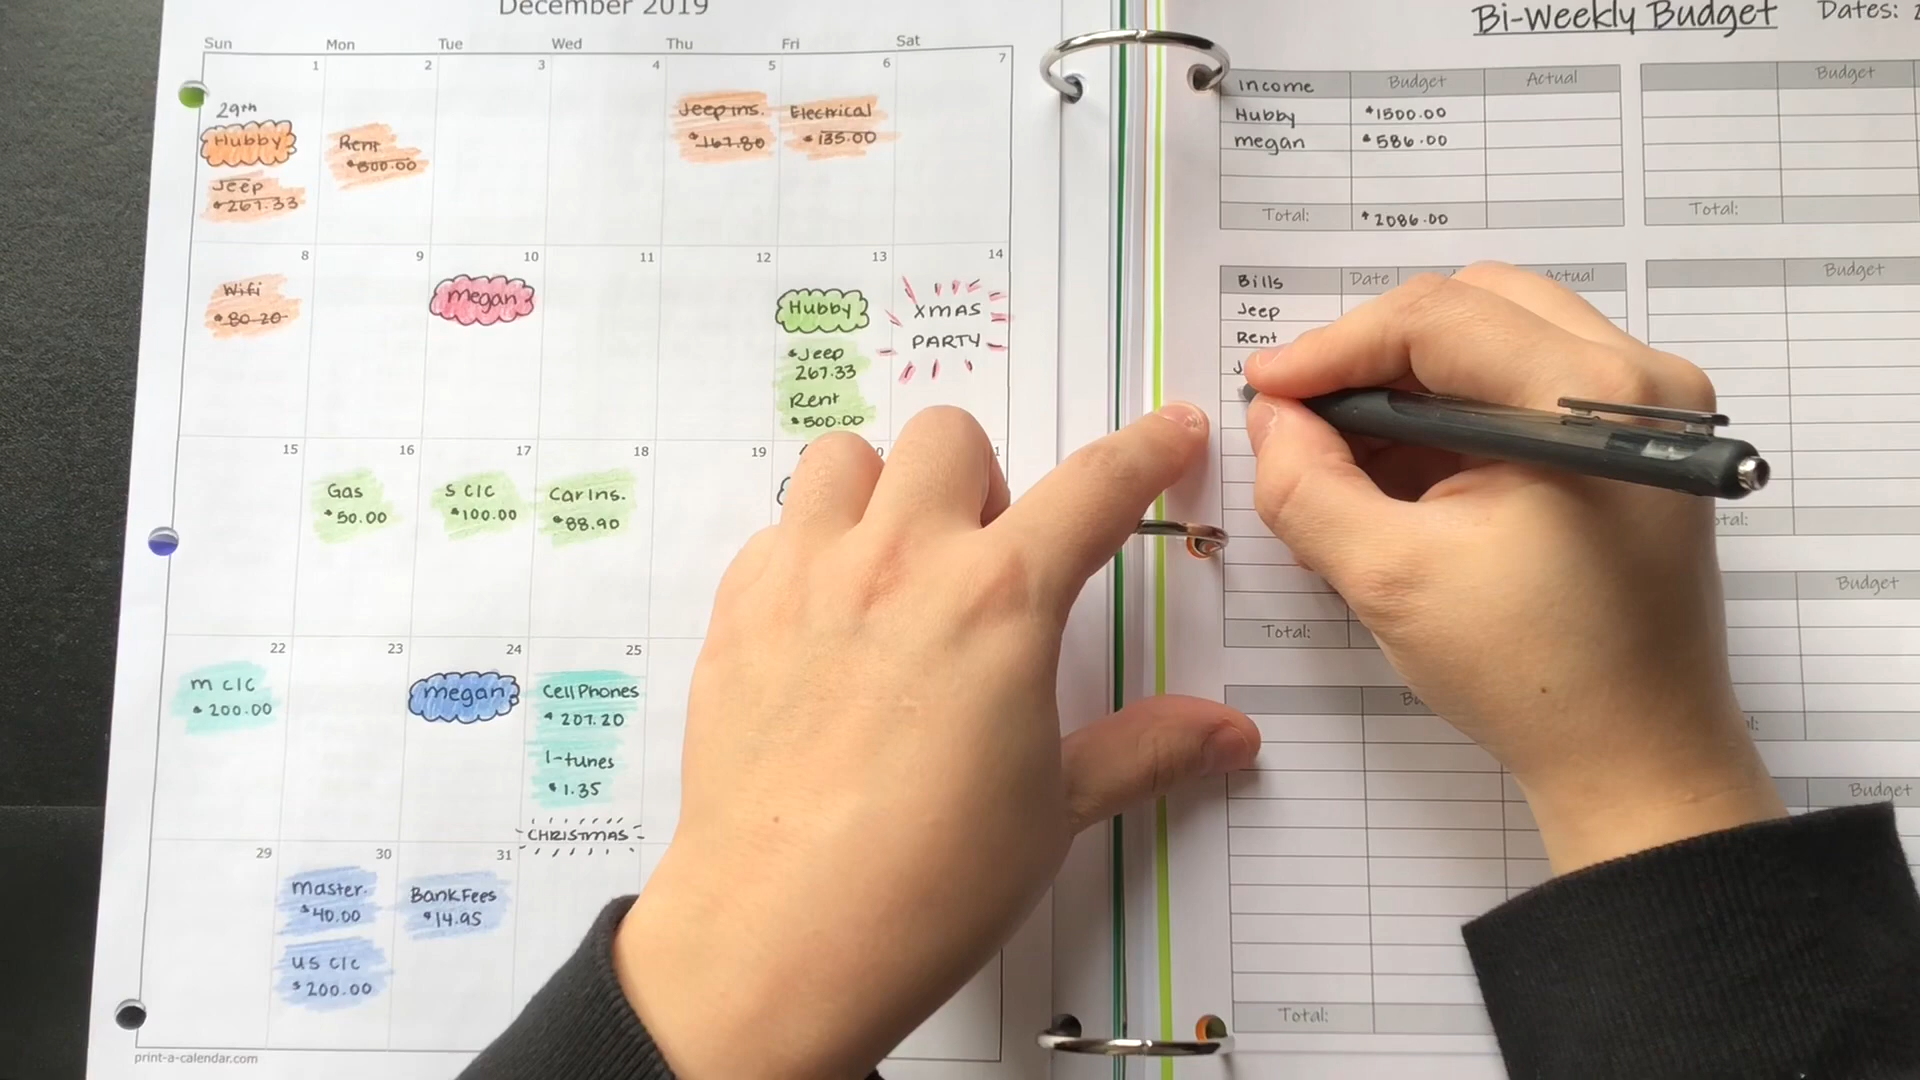 December 2019
Sun Mon Tue Wed Thu Fri Sat
1 2 3 4 5 6 7
29th
Hubby
Jeep
$267.33
Rent
$500.00
Jeep ins.
$167.80
Electrical
$135.00
8 9 10 11 12 13 14
Wifi
$80.20
megan
Hubby
$Jeep
267.33
Rent
$500.00
XMAS
PARTY
15 16 17 18 19
Gas
$50.00
S C/C
$100.00
Car Ins.
$88.90
22 23 24 25
m C/C
$200.00
megan
Cell Phones
$207.20
I-tunes
$1.35
CHRISTMAS
29 30 31
master.
$40.00
US C/C
$200.00
Bank Fees
$14.95
print-a-calendar.com
Bi-Weekly Budget Dates:
Income Budget Actual
Hubby $1500.00
megan $586.00
Total: $2086.00
Budget
Total:
Bills Date Actual
Jeep
Rent
Total:
Budget
Budget
Budget
Total: